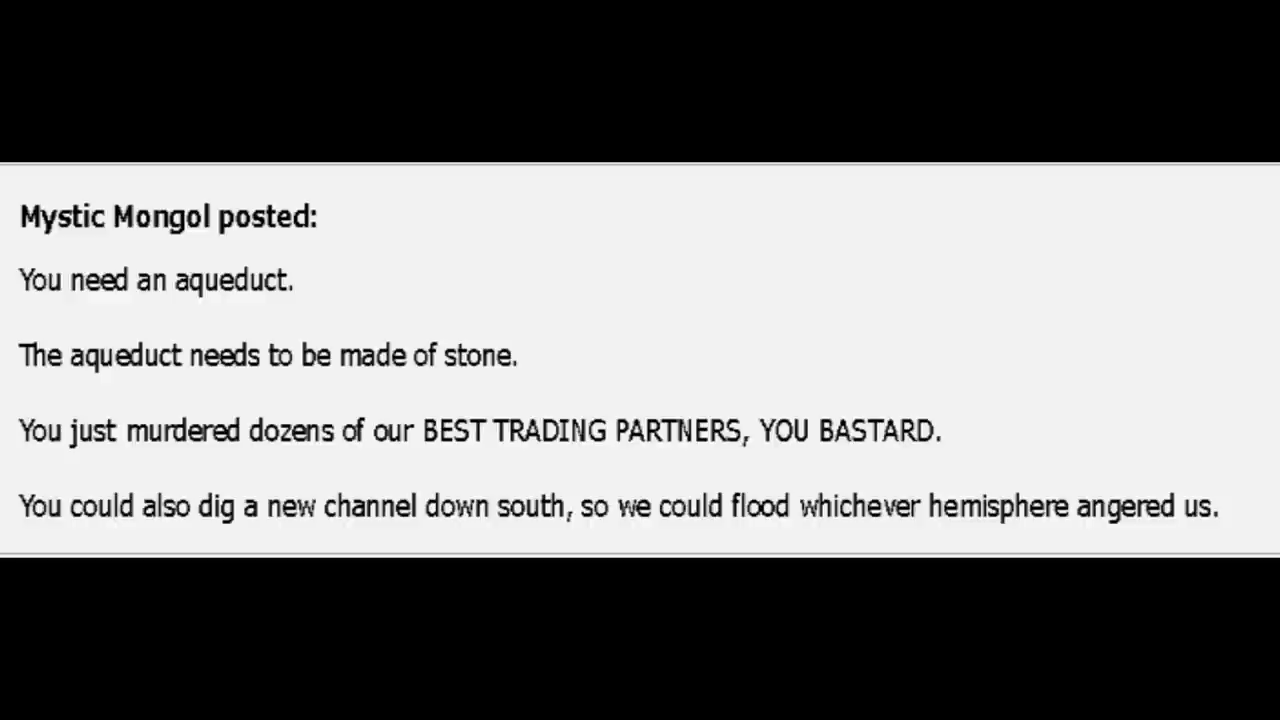 Mystic Mongol posted:
You need an aqueduct.
The aqueduct needs to be made of stone.
You just murdered dozens of our BEST TRADING PARTNERS, YOU BASTARD.
You could also dig a new channel down south, so we could flood whichever hemisphere angered us.